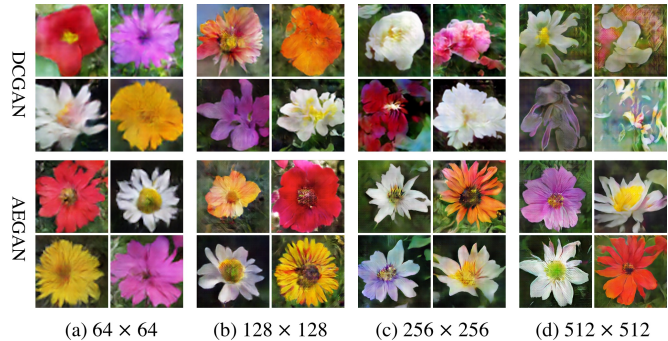 DCGAN
AEGAN
(a) 64 × 64
(b) 128 × 128
(c) 256 × 256
(d) 512 × 512